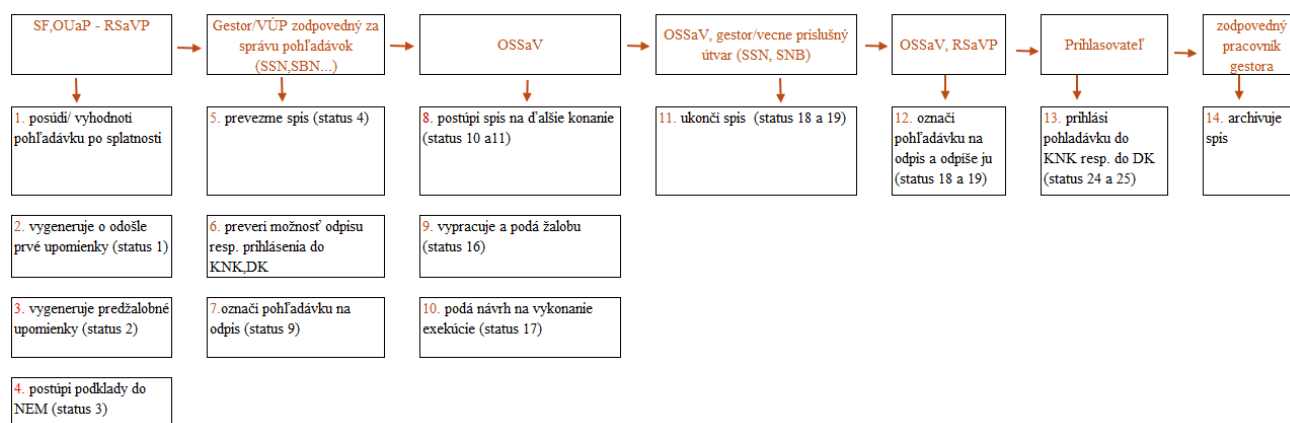 SF,OUaP - RSaVP
Gestor/VÚP zodpovedný za
správu pohľadávok
(SSN,SBN...)
OSSaV
OSSaV, gestor/vecne príslušný
útvar (SSN, SNB)
OSSaV, RSaVP
Prihlasovateľ
zodpovedný
pracovník
gestora
1. posúdi/ vyhodnotí
pohľadávku po splatnosti
2. vygeneruje o odošle
prvé upomienky (status 1)
3. vygeneruje predžalobné
upomienky (status 2)
4. postúpi podklady do
NEM (status 3)
5. prevezme spis (status 4)
6. preverí možnosť odpisu
resp. prihlásenia do
KNK,DK
7.označí pohľadávku na
odpis (status 9)
8. postúpi spis na ďalšie konanie
(status 10 a11)
9. vypracuje a podá žalobu
(status 16)
10. podá návrh na vykonanie
exekúcie (status 17)
11. ukončí spis (status 18 a 19)
12. označí
pohľadávku na
odpis a odpíše ju
(status 18 a 19)
13. prihlási
pohladávku do
KNK resp. do DK
(status 24 a 25)
14. archivuje
spis